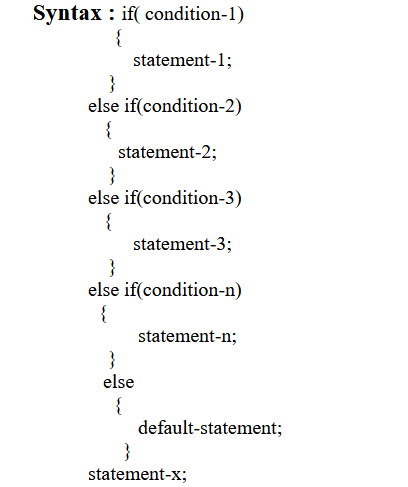 Syntax : if( condition-1)
{
statement-1;
}
else if(condition-2)
{
statement-2;
}
else if(condition-3)
{
statement-3;
}
else if(condition-n)
{
statement-n;
}
else
{
default-statement;
}
statement-x;